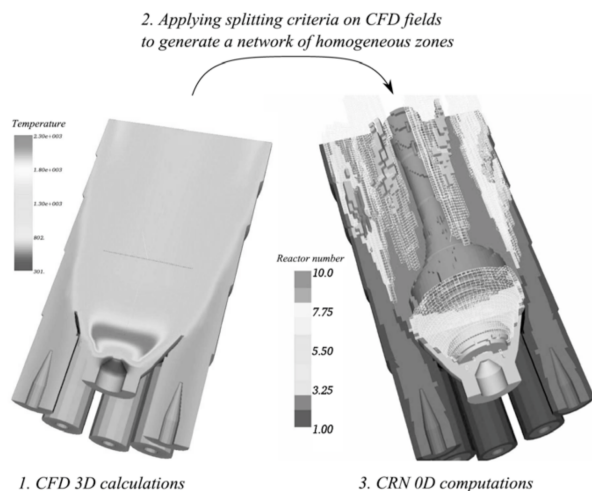 2. Applying splitting criteria on CFD fields
to generate a network of homogeneous zones
Temperature
2.30e+003
1.80e+003
1.30e+003
802.
301.
Reactor number
10.0
7.75
5.50
3.25
1.00
1. CFD 3D calculations
3. CRN 0D computations